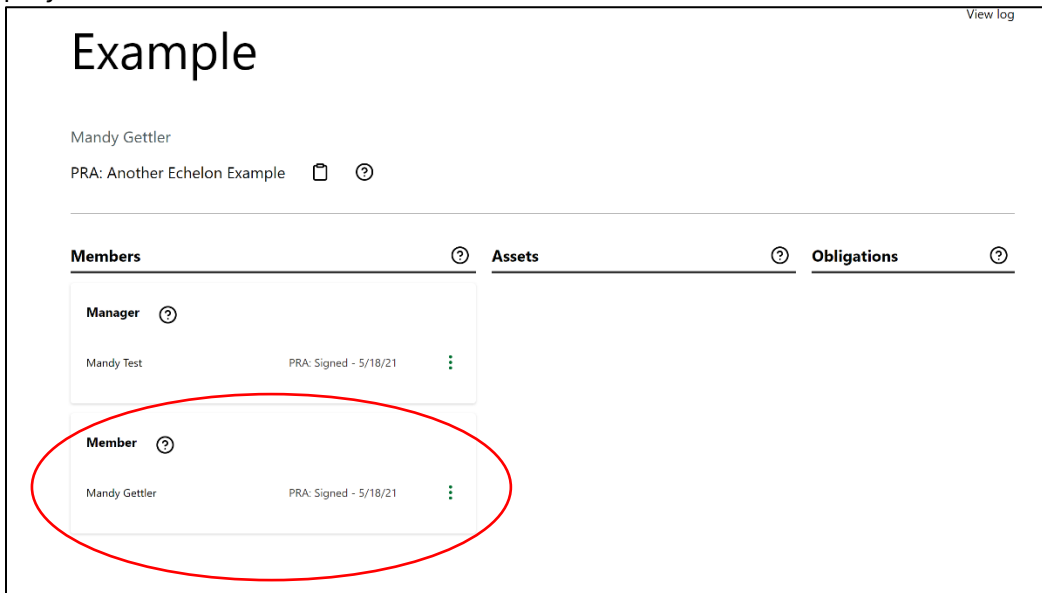 View log
Example
Mandy Gettler
PRA: Another Echelon Example
Members Assets Obligations
Manager
Mandy Test PRA: Signed - 5/18/21
Member
Mandy Gettler PRA: Signed - 5/18/21